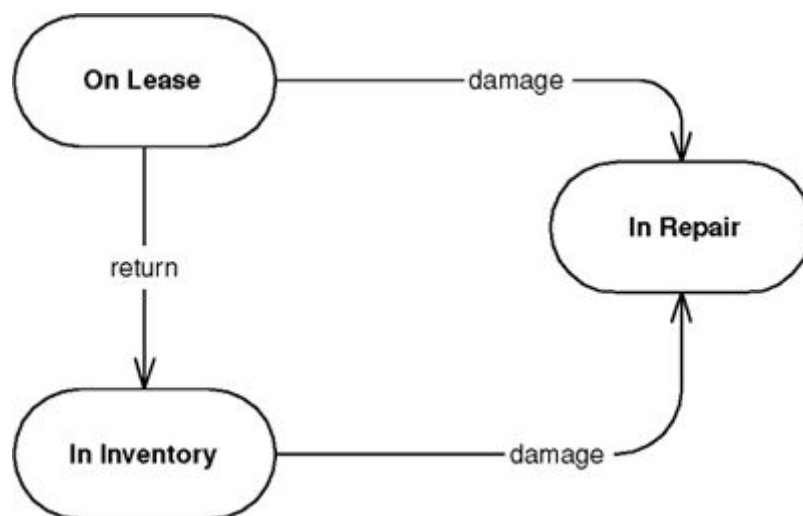 On Lease
damage
In Repair
return
In Inventory
damage